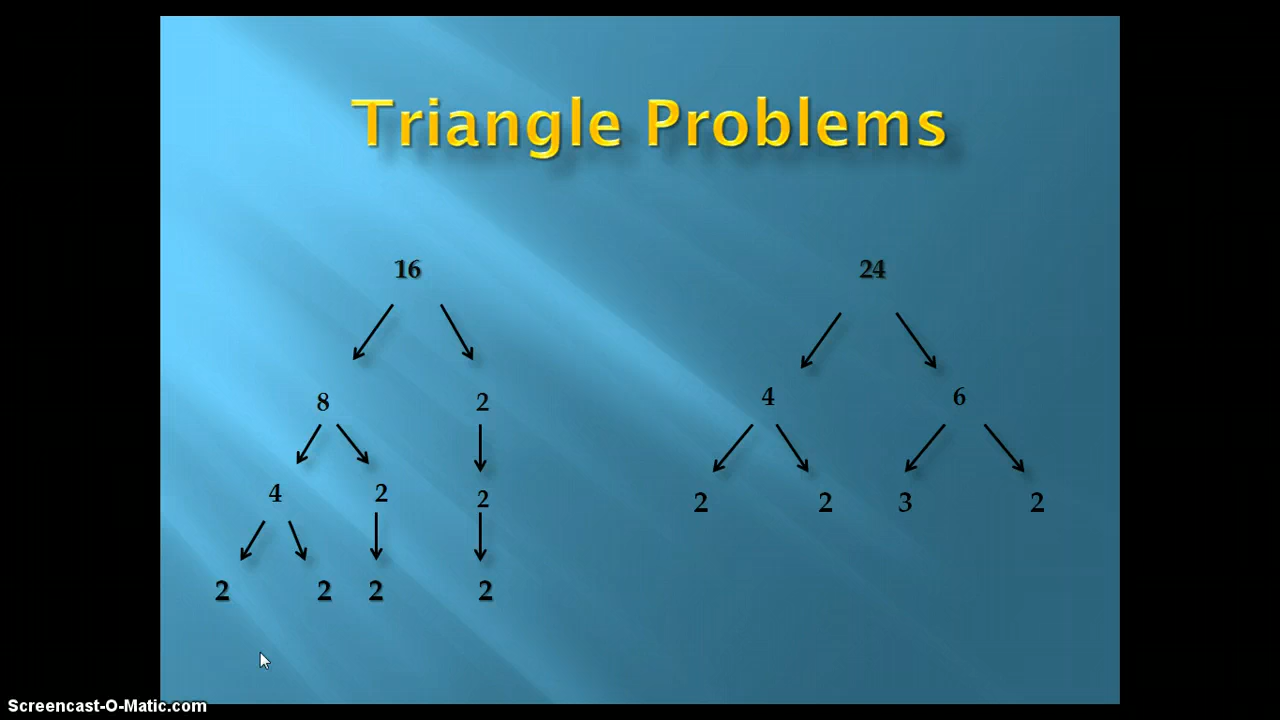 Triangle Problems
16 24
8 2 4 6
4 2 2 2 2 3 2
2 2 2 2
Screencast-O-Matic.com